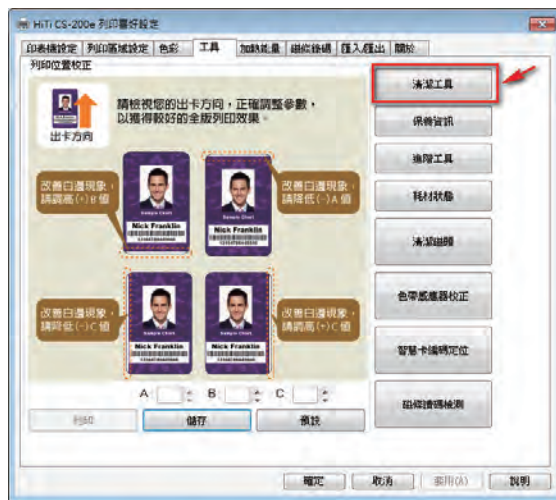 HiTi CS-200e 列印喜好設定
印表機設定 列印區域設定 色彩 工具 加熱能量 磁條編碼 匯入/匯出 關於
列印位置校正
出卡方向
請檢視您的出卡方向，正確調整參數，
以獲得較好的全版列印效果。
改善白邊現象，
請調高(+)B值
Sample Client
Nick Franklin
Nick Franklin
改善白邊現象，
請降低(-)A值
改善白邊現象，
請降低(-)C值
Nick Franklin
Nick Franklin
改善白邊現象，
請調高(+)C值
A: B: C:
列印 儲存 預設
清潔工具
保養資訊
進階工具
耗材狀態
清潔磁頭
色帶感應器校正
智慧卡編碼定位
磁條讀碼檢測
確定 取消 套用(A) 說明